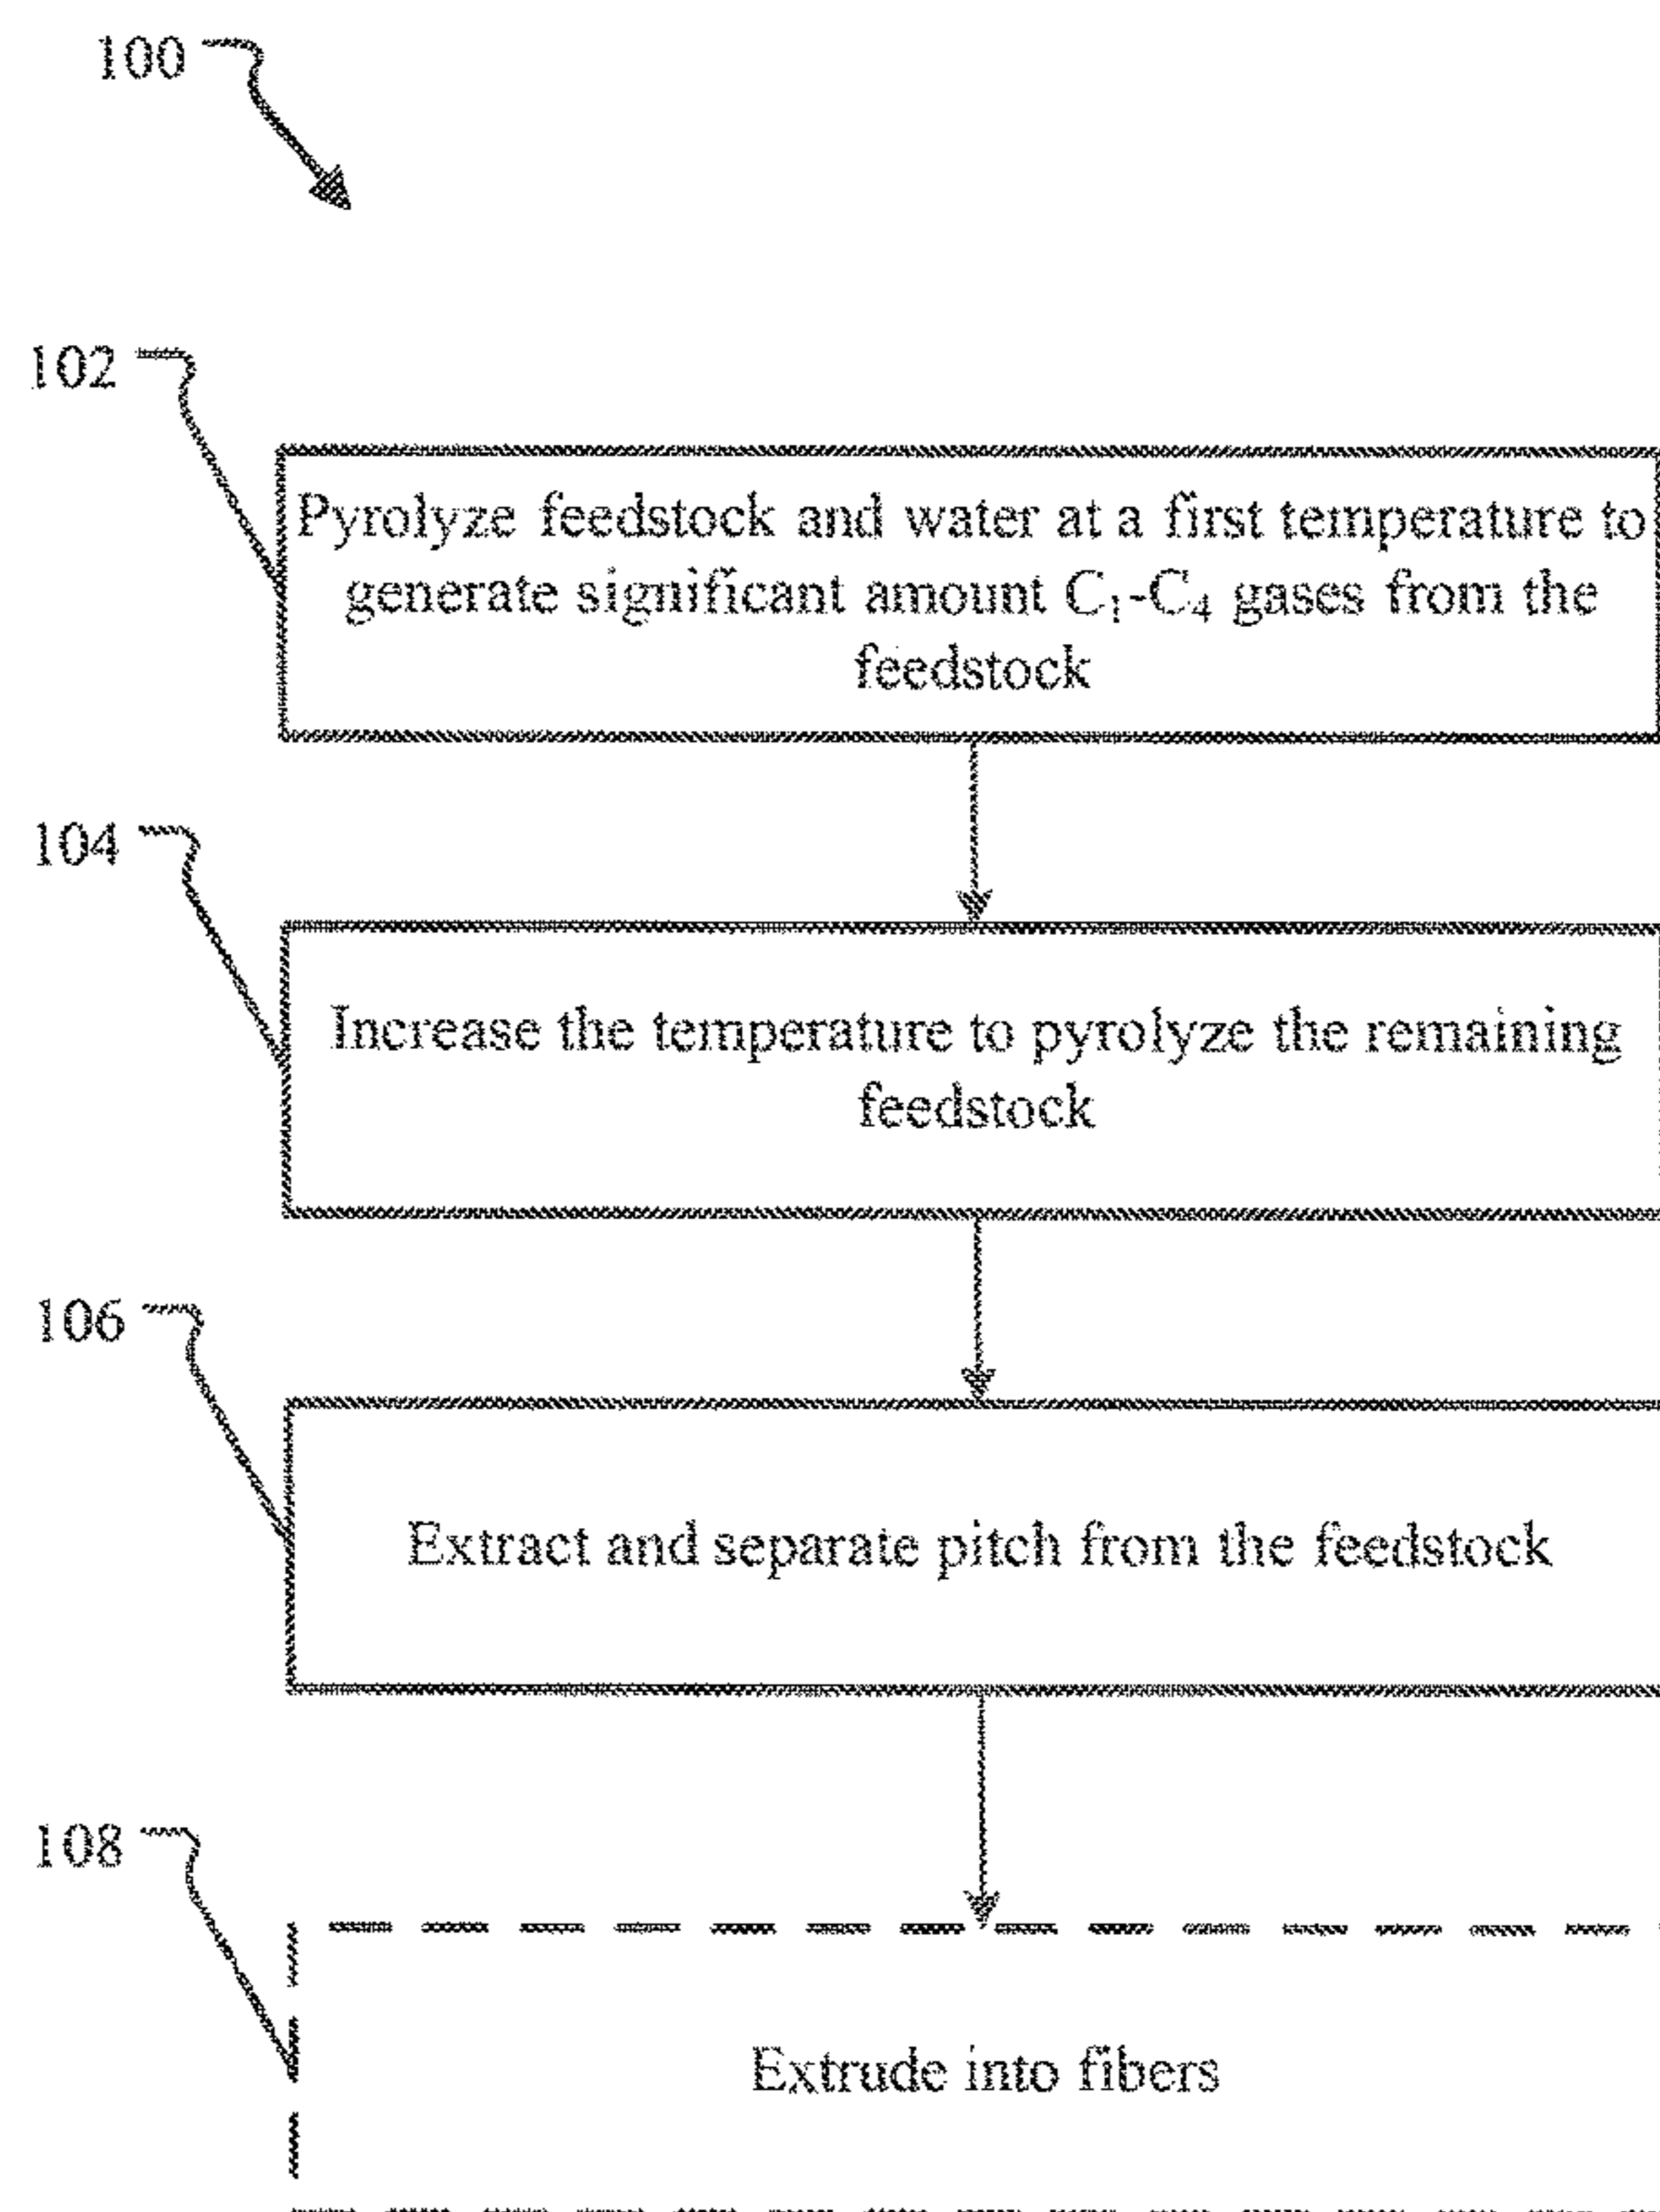 100
102
Pyrolyze feedstock and water at a first temperature to
generate significant amount C₁-C₄ gases from the
feedstock
104
Increase the temperature to pyrolyze the remaining
feedstock
106
Extract and separate pitch from the feedstock
108
Extrude into fibers